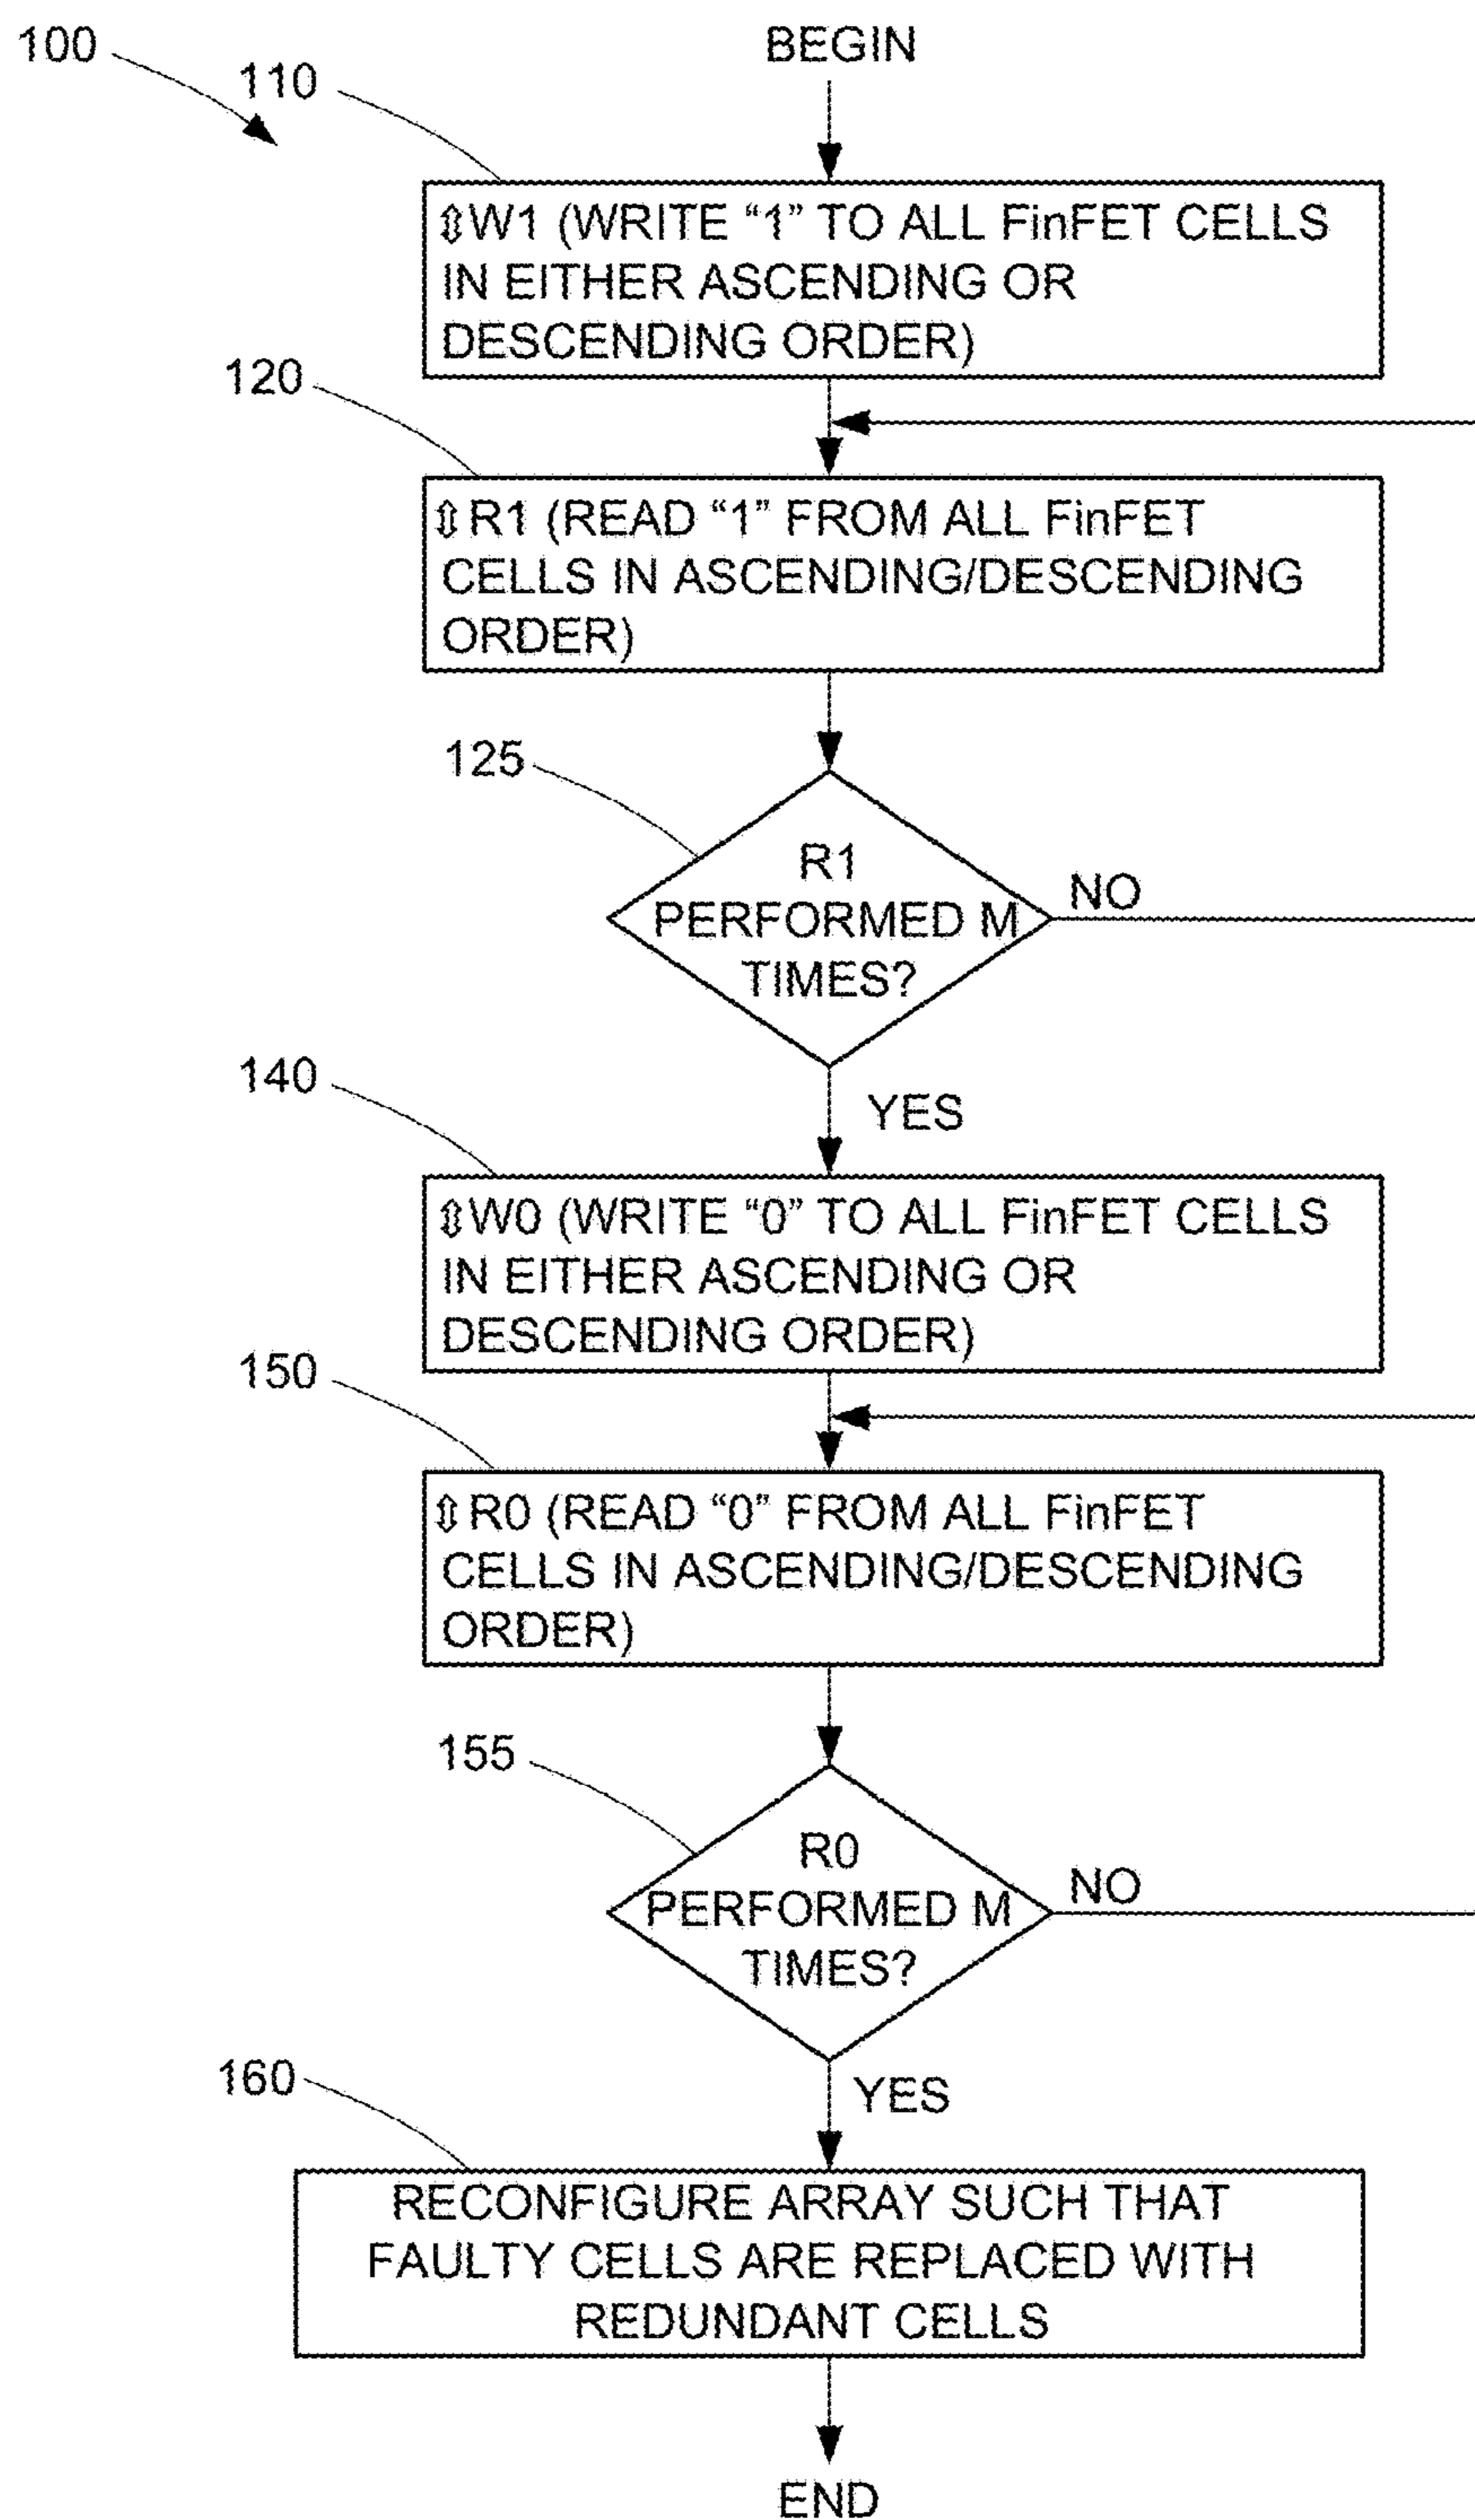 100
BEGIN
110
⇕W1 (WRITE “1” TO ALL FinFET CELLS
IN EITHER ASCENDING OR
DESCENDING ORDER)
120
⇕R1 (READ “1” FROM ALL FinFET
CELLS IN ASCENDING/DESCENDING
ORDER)
125
R1
PERFORMED M
TIMES?
NO
YES
140
⇕W0 (WRITE “0” TO ALL FinFET CELLS
IN EITHER ASCENDING OR
DESCENDING ORDER)
150
⇕R0 (READ “0” FROM ALL FinFET
CELLS IN ASCENDING/DESCENDING
ORDER)
155
R0
PERFORMED M
TIMES?
NO
YES
160
RECONFIGURE ARRAY SUCH THAT
FAULTY CELLS ARE REPLACED WITH
REDUNDANT CELLS
END